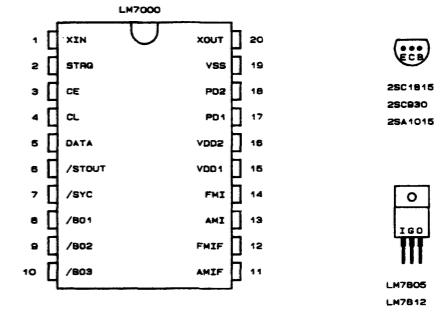 LM7000
1 XIN XOUT 20
2 STRQ VSS 19
3 CE PD2 18
4 CL PD1 17
5 DATA VDD2 16
6 /STOUT VDD1 15
7 /SYC FMI 14
8 /BO1 AMI 13
9 /BO2 FMIF 12
10 /BO3 AMIF 11
ECB
2SC1815
2SC930
2SA1015
IGO
LM7805
LM7812